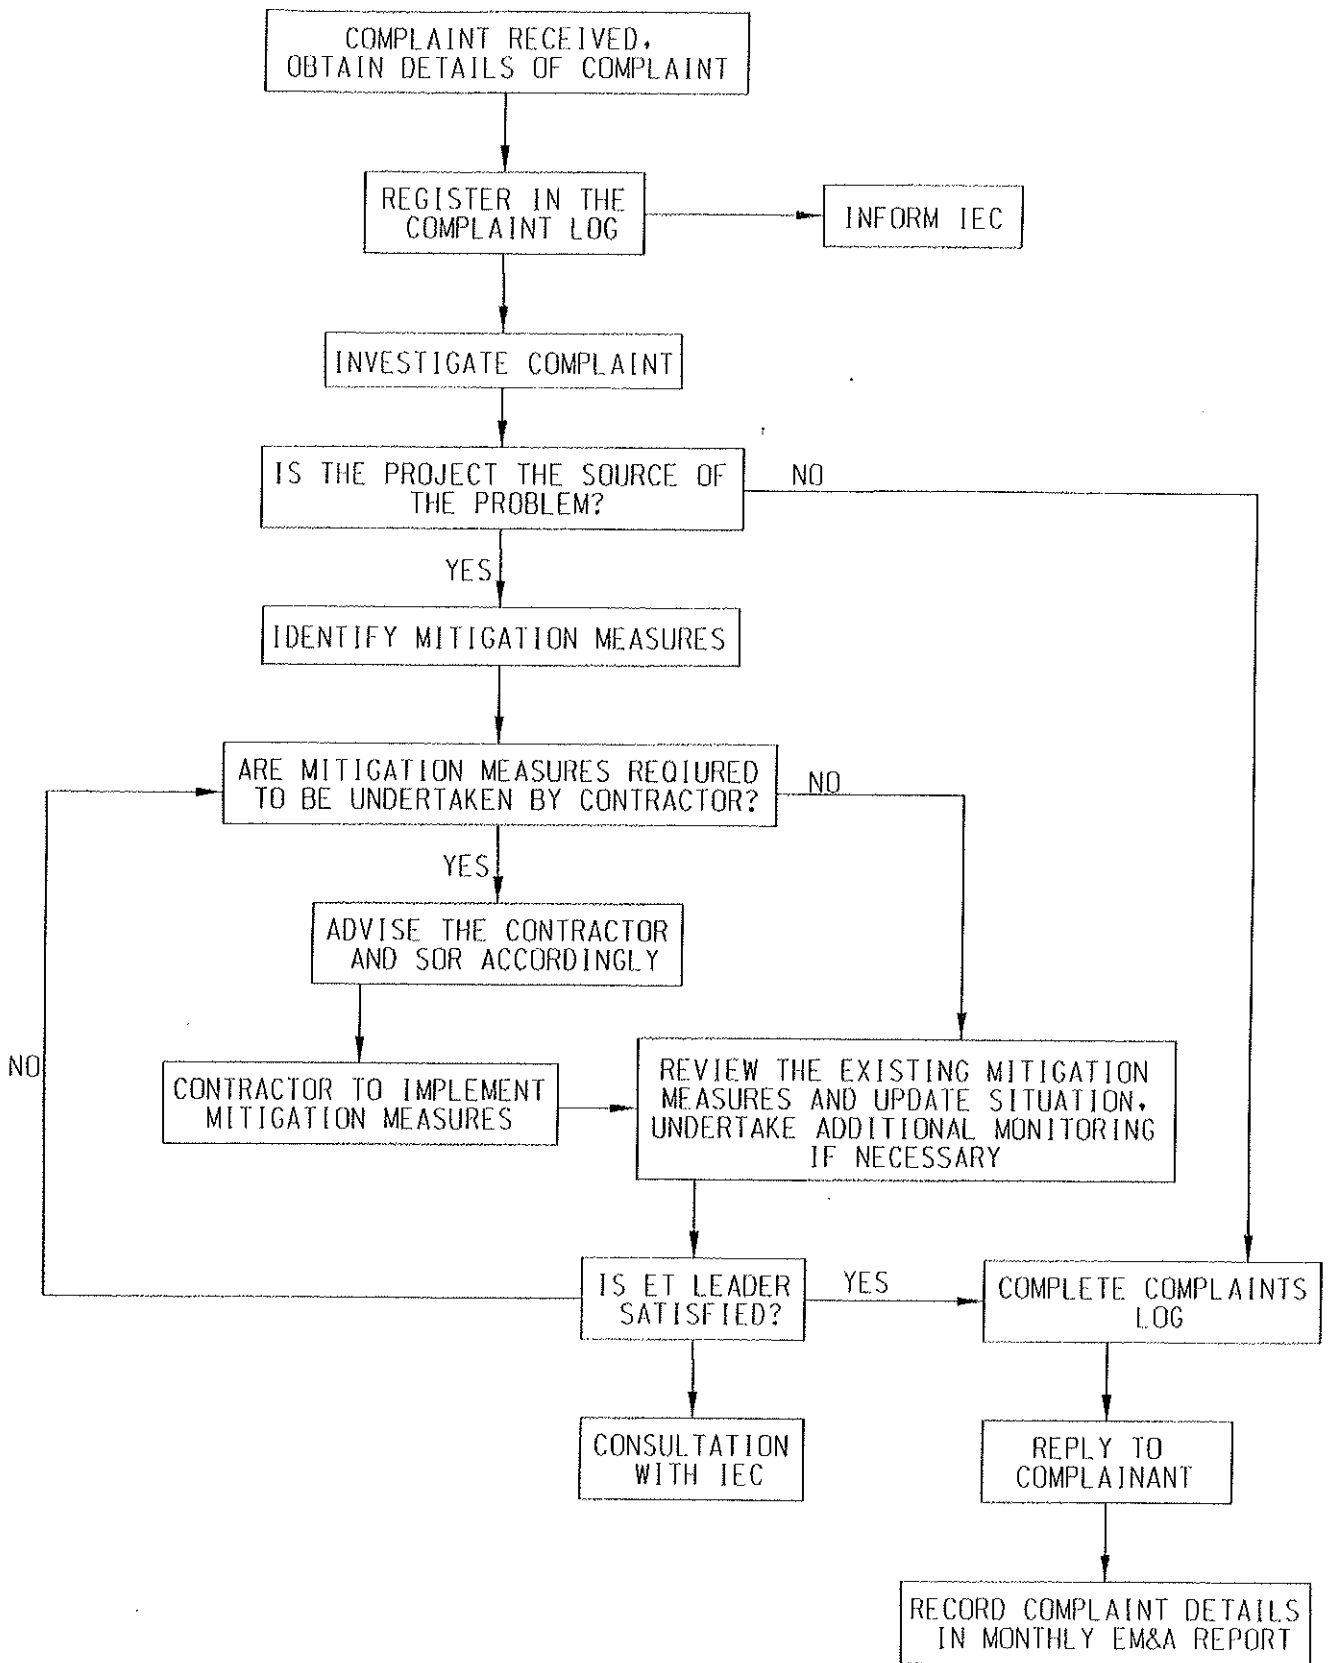 COMPLAINT RECEIVED,
OBTAIN DETAILS OF COMPLAINT
REGISTER IN THE
COMPLAINT LOG
INFORM IEC
INVESTIGATE COMPLAINT
IS THE PROJECT THE SOURCE OF
THE PROBLEM?
NO
YES
IDENTIFY MITIGATION MEASURES
ARE MITIGATION MEASURES REQIURED
TO BE UNDERTAKEN BY CONTRACTOR?
NO
YES
ADVISE THE CONTRACTOR
AND SOR ACCORDINGLY
NO
CONTRACTOR TO IMPLEMENT
MITIGATION MEASURES
REVIEW THE EXISTING MITIGATION
MEASURES AND UPDATE SITUATION,
UNDERTAKE ADDITIONAL MONITORING
IF NECESSARY
IS ET LEADER
SATISFIED?
YES
COMPLETE COMPLAINTS
LOG
CONSULTATION
WITH IEC
REPLY TO
COMPLAINANT
RECORD COMPLAINT DETAILS
IN MONTHLY EM&A REPORT